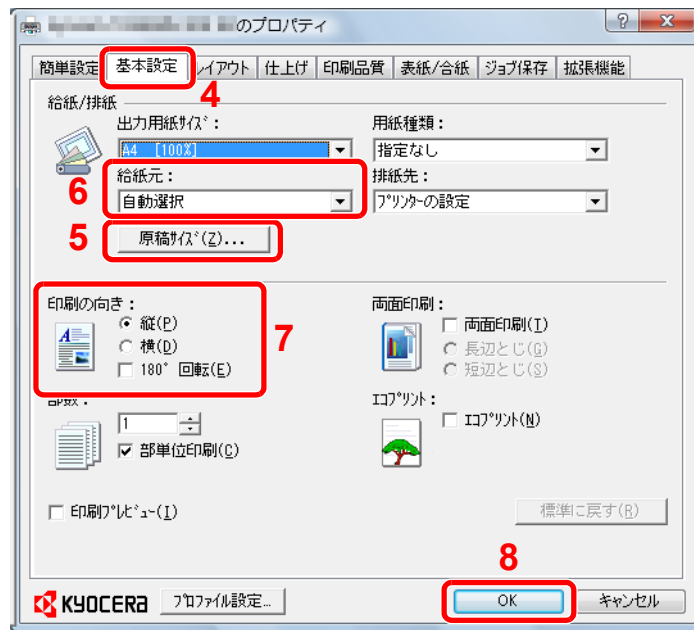 のプロパティ
簡単設定 基本設定 レイアウト 仕上げ 印刷品質 表紙/合紙 ジョブ保存 拡張機能
4
給紙/排紙
出力用紙ｻｲｽﾞ： 用紙種類：
A4 [100%] 指定なし
6 給紙元： 排紙先：
自動選択 ﾌﾟﾘﾝﾀｰの設定
5 原稿ｻｲｽﾞ(Z)...
印刷の向き： 両面印刷：
縦(P) 両面印刷(I)
横(D) 7 長辺とじ(G)
180° 回転(E) 短辺とじ(S)
部数： ｴｺﾌﾟﾘﾝﾄ：
1 ｴｺﾌﾟﾘﾝﾄ(N)
部単位印刷(C)
印刷ﾌﾟﾚﾋﾞｭｰ(I) 標準に戻す(R)
8
KYOCERA ﾌﾟﾛﾌｧｲﾙ設定... OK キャンセル